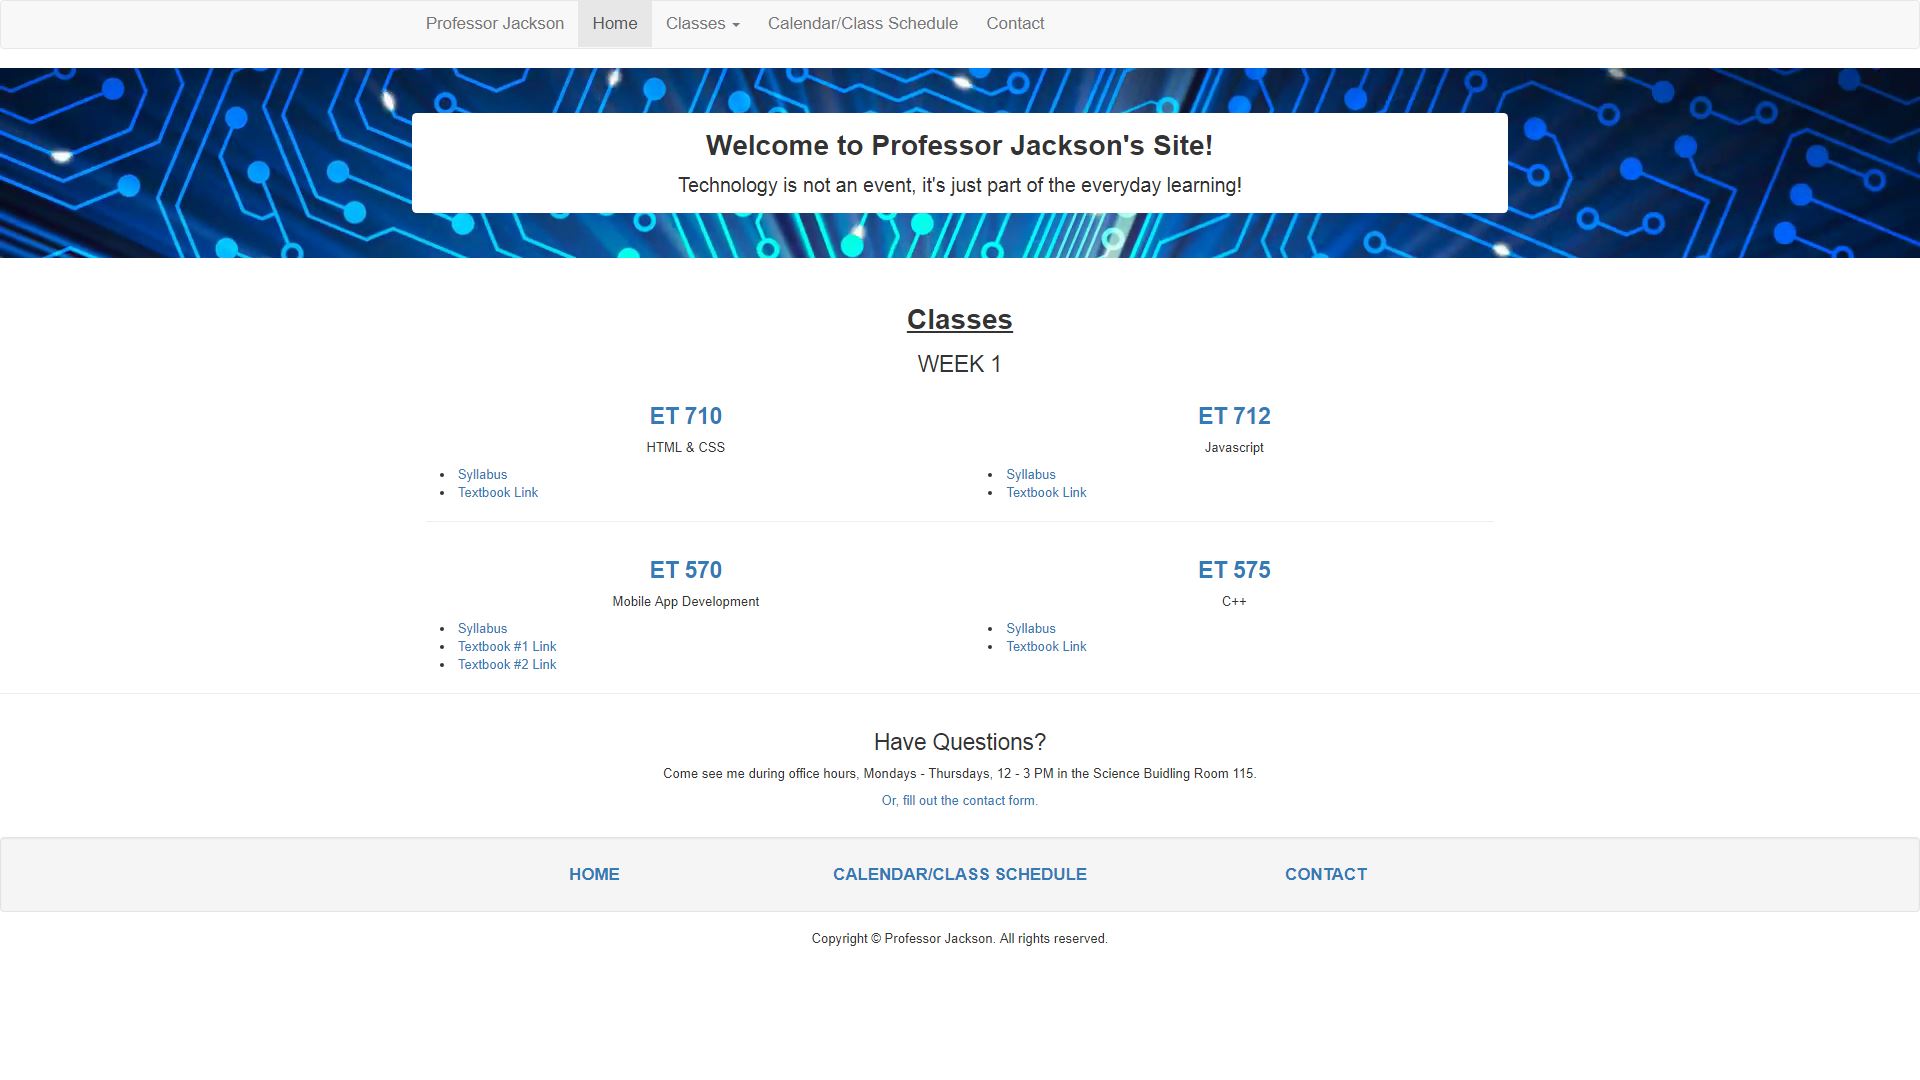 Professor Jackson Home Classes Calendar/Class Schedule Contact
Welcome to Professor Jackson's Site!
Technology is not an event, it's just part of the everyday learning!
Classes
WEEK 1
ET 710
HTML & CSS
Syllabus
Textbook Link
ET 712
Javascript
Syllabus
Textbook Link
ET 570
Mobile App Development
Syllabus
Textbook #1 Link
Textbook #2 Link
ET 575
C++
Syllabus
Textbook Link
Have Questions?
Come see me during office hours, Mondays - Thursdays, 12 - 3 PM in the Science Buidling Room 115.
Or, fill out the contact form.
HOME CALENDAR/CLASS SCHEDULE CONTACT
Copyright © Professor Jackson. All rights reserved.